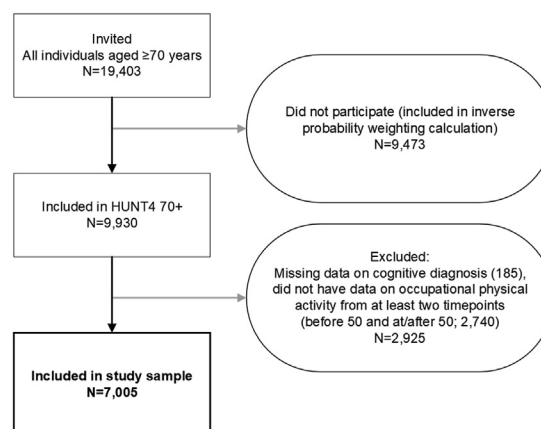 Invited
All individuals aged ≥70 years
N=19,403
Did not participate (included in inverse
probability weighting calculation)
N=9,473
Included in HUNT4 70+
N=9,930
Excluded:
Missing data on cognitive diagnosis (185),
did not have data on occupational physical
activity from at least two timepoints
(before 50 and at/after 50; 2,740)
N=2,925
Included in study sample
N=7,005